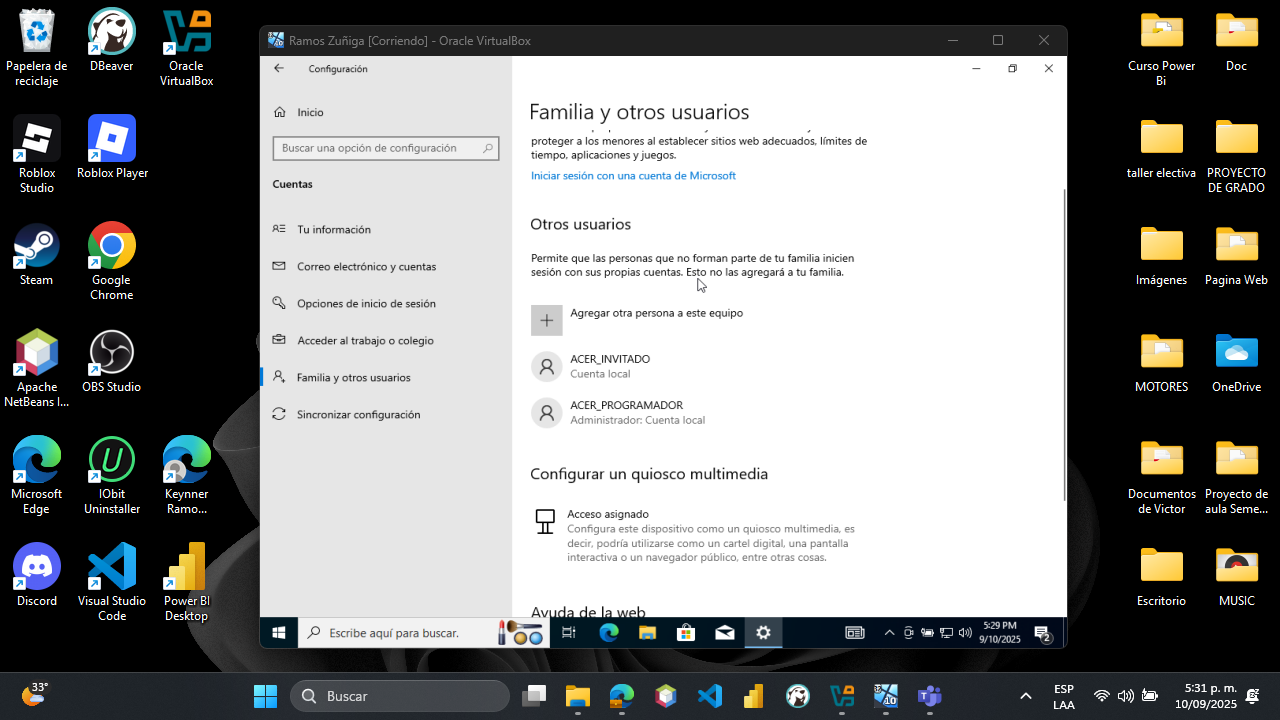 Papelera de
reciclaje
DBeaver
Oracle
VirtualBox
Roblox
Studio
Roblox Player
Steam
Google
Chrome
Apache
NetBeans I...
OBS Studio
Microsoft
Edge
IObit
Uninstaller
Keynner
Ramo...
Discord
Visual Studio
Code
Power BI
Desktop
Ramos Zuñiga [Corriendo] - Oracle VirtualBox
Configuración
Inicio
Buscar una opción de configuración
Cuentas
Tu información
Correo electrónico y cuentas
Opciones de inicio de sesión
Acceder al trabajo o colegio
Familia y otros usuarios
Sincronizar configuración
Familia y otros usuarios
proteger a los menores al establecer sitios web adecuados, límites de
tiempo, aplicaciones y juegos.
Iniciar sesión con una cuenta de Microsoft
Otros usuarios
Permite que las personas que no forman parte de tu familia inicien
sesión con sus propias cuentas. Esto no las agregará a tu familia.
Agregar otra persona a este equipo
ACER_INVITADO
Cuenta local
ACER_PROGRAMADOR
Administrador: Cuenta local
Configurar un quiosco multimedia
Acceso asignado
Configura este dispositivo como un quiosco multimedia, es
decir, podría utilizarse como un cartel digital, una pantalla
interactiva o un navegador público, entre otras cosas.
Ayuda de la web
Escribe aquí para buscar.
5:29 PM
9/10/2025
2
Curso Power
Bi
Doc
taller electiva
PROYECTO
DE GRADO
Imágenes
Pagina Web
MOTORES
OneDrive
Documentos
de Victor
Proyecto de
aula Seme...
Escritorio
MUSIC
33°
Buscar
ESP
LAA
5:31 p. m.
10/09/2025